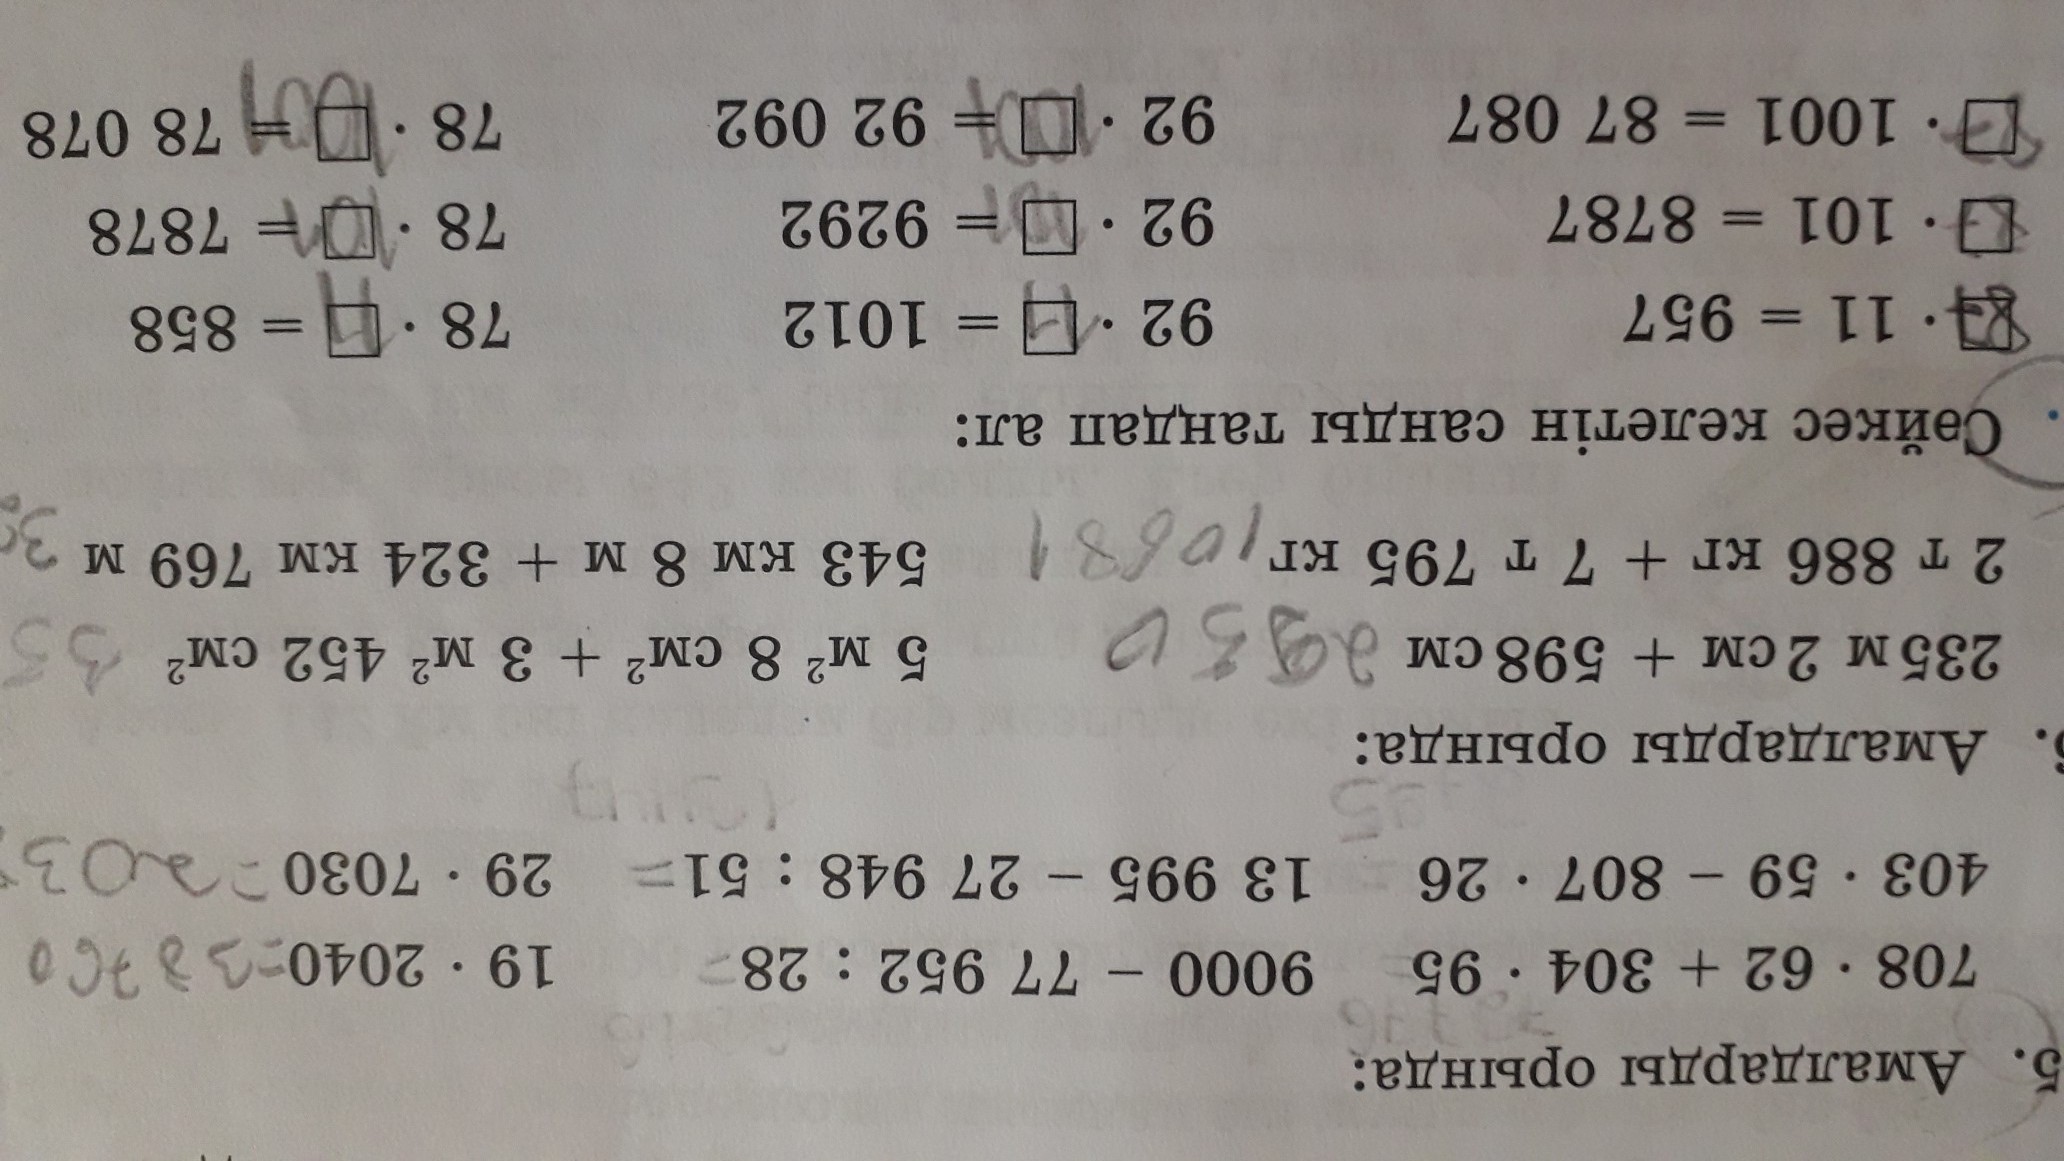 5. Амалдарды орында:
708 · 62 + 304 · 95 = 9000 – 77 952 : 28 = 19 · 2040 = 38760
403 · 59 – 807 · 26 13 995 – 27 948 : 51 = 29 · 7030 =
6. Амалдарды орында:
235 м 2 см + 598 см 5 м² 8 см² + 3 м² 452 см²
2 т 886 кг + 7 т 795 кг 10681 543 км 8 м + 324 км 769 м
Сәйкес келетін санды таңдап ал:
□ · 11 = 957 92 · □ = 1012 78 · □ = 858
□ · 101 = 8787 92 · □ = 9292 78 · □ = 7878
□ · 1001 = 87 087 92 · □ = 92 092 78 · □ = 78 078